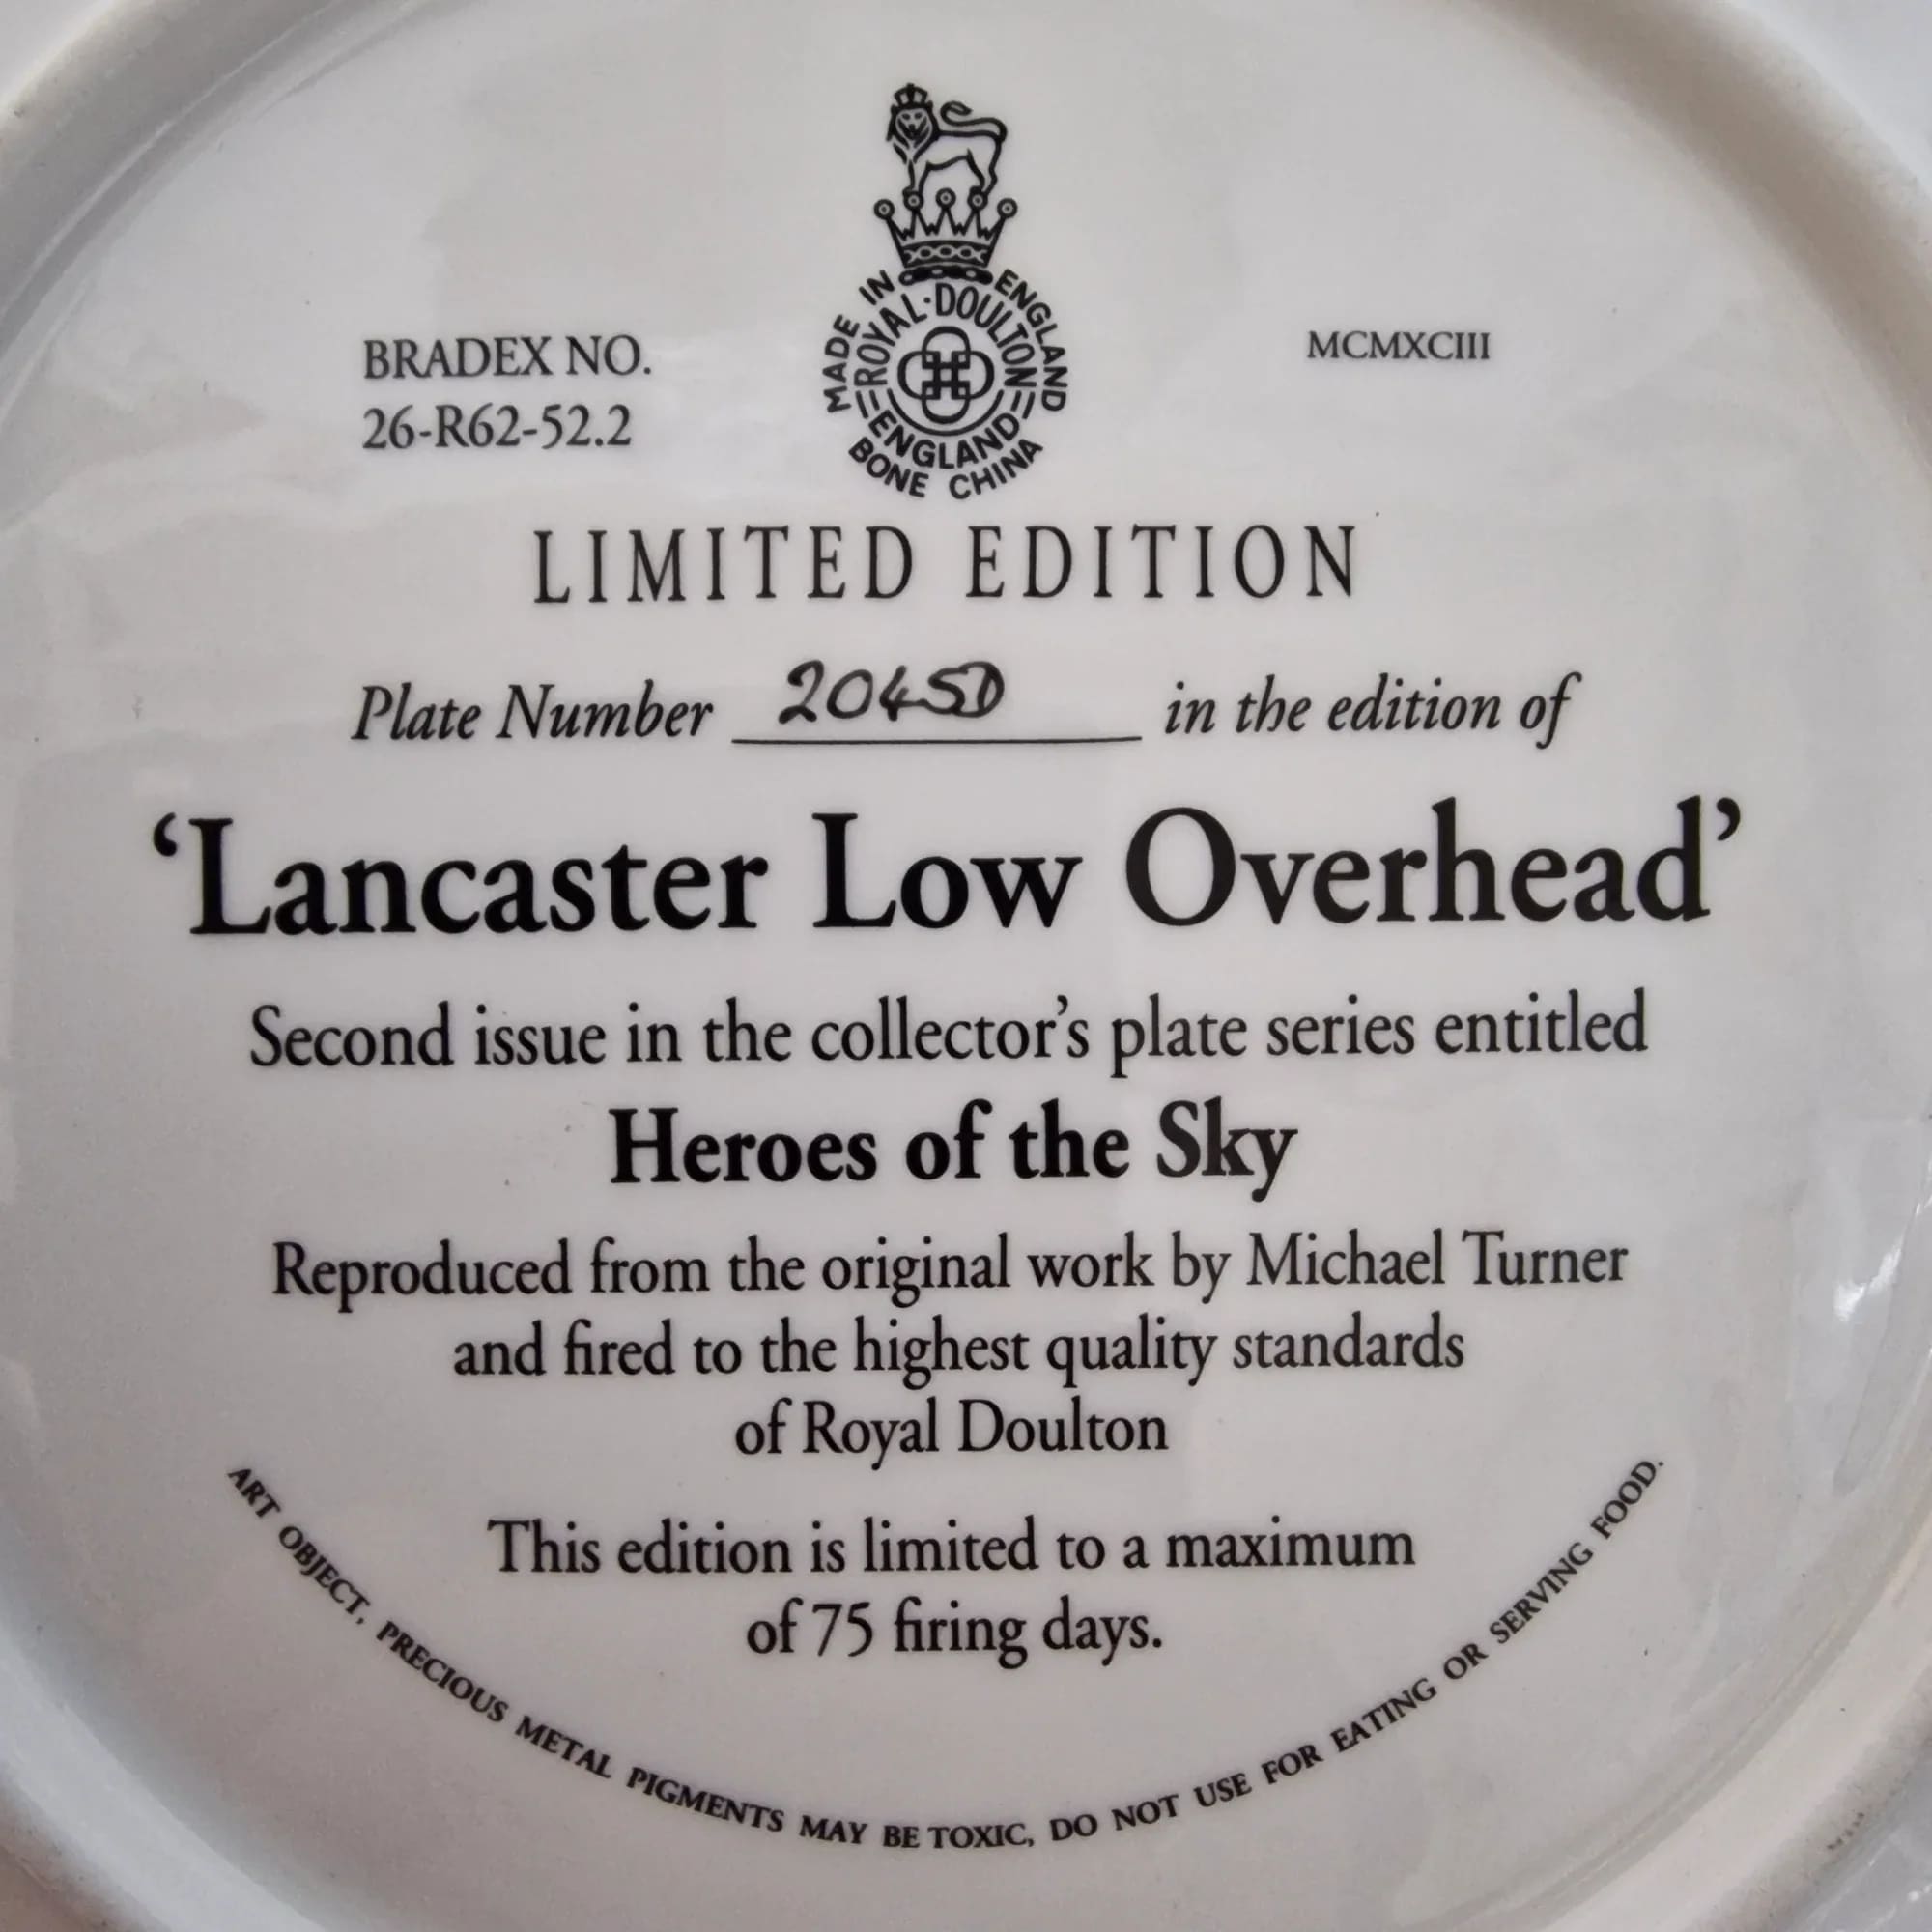 MADE IN ENGLAND
ROYAL·DOULTON
ENGLAND
BONE CHINA
BRADEX NO.
26-R62-52.2
MCMXCIII
LIMITED EDITION
Plate Number 2045D in the edition of
‘Lancaster Low Overhead’
Second issue in the collector’s plate series entitled
Heroes of the Sky
Reproduced from the original work by Michael Turner
and fired to the highest quality standards
of Royal Doulton
This edition is limited to a maximum
of 75 firing days.
ART OBJECT, PRECIOUS METAL PIGMENTS MAY BE TOXIC, DO NOT USE FOR EATING OR SERVING FOOD.